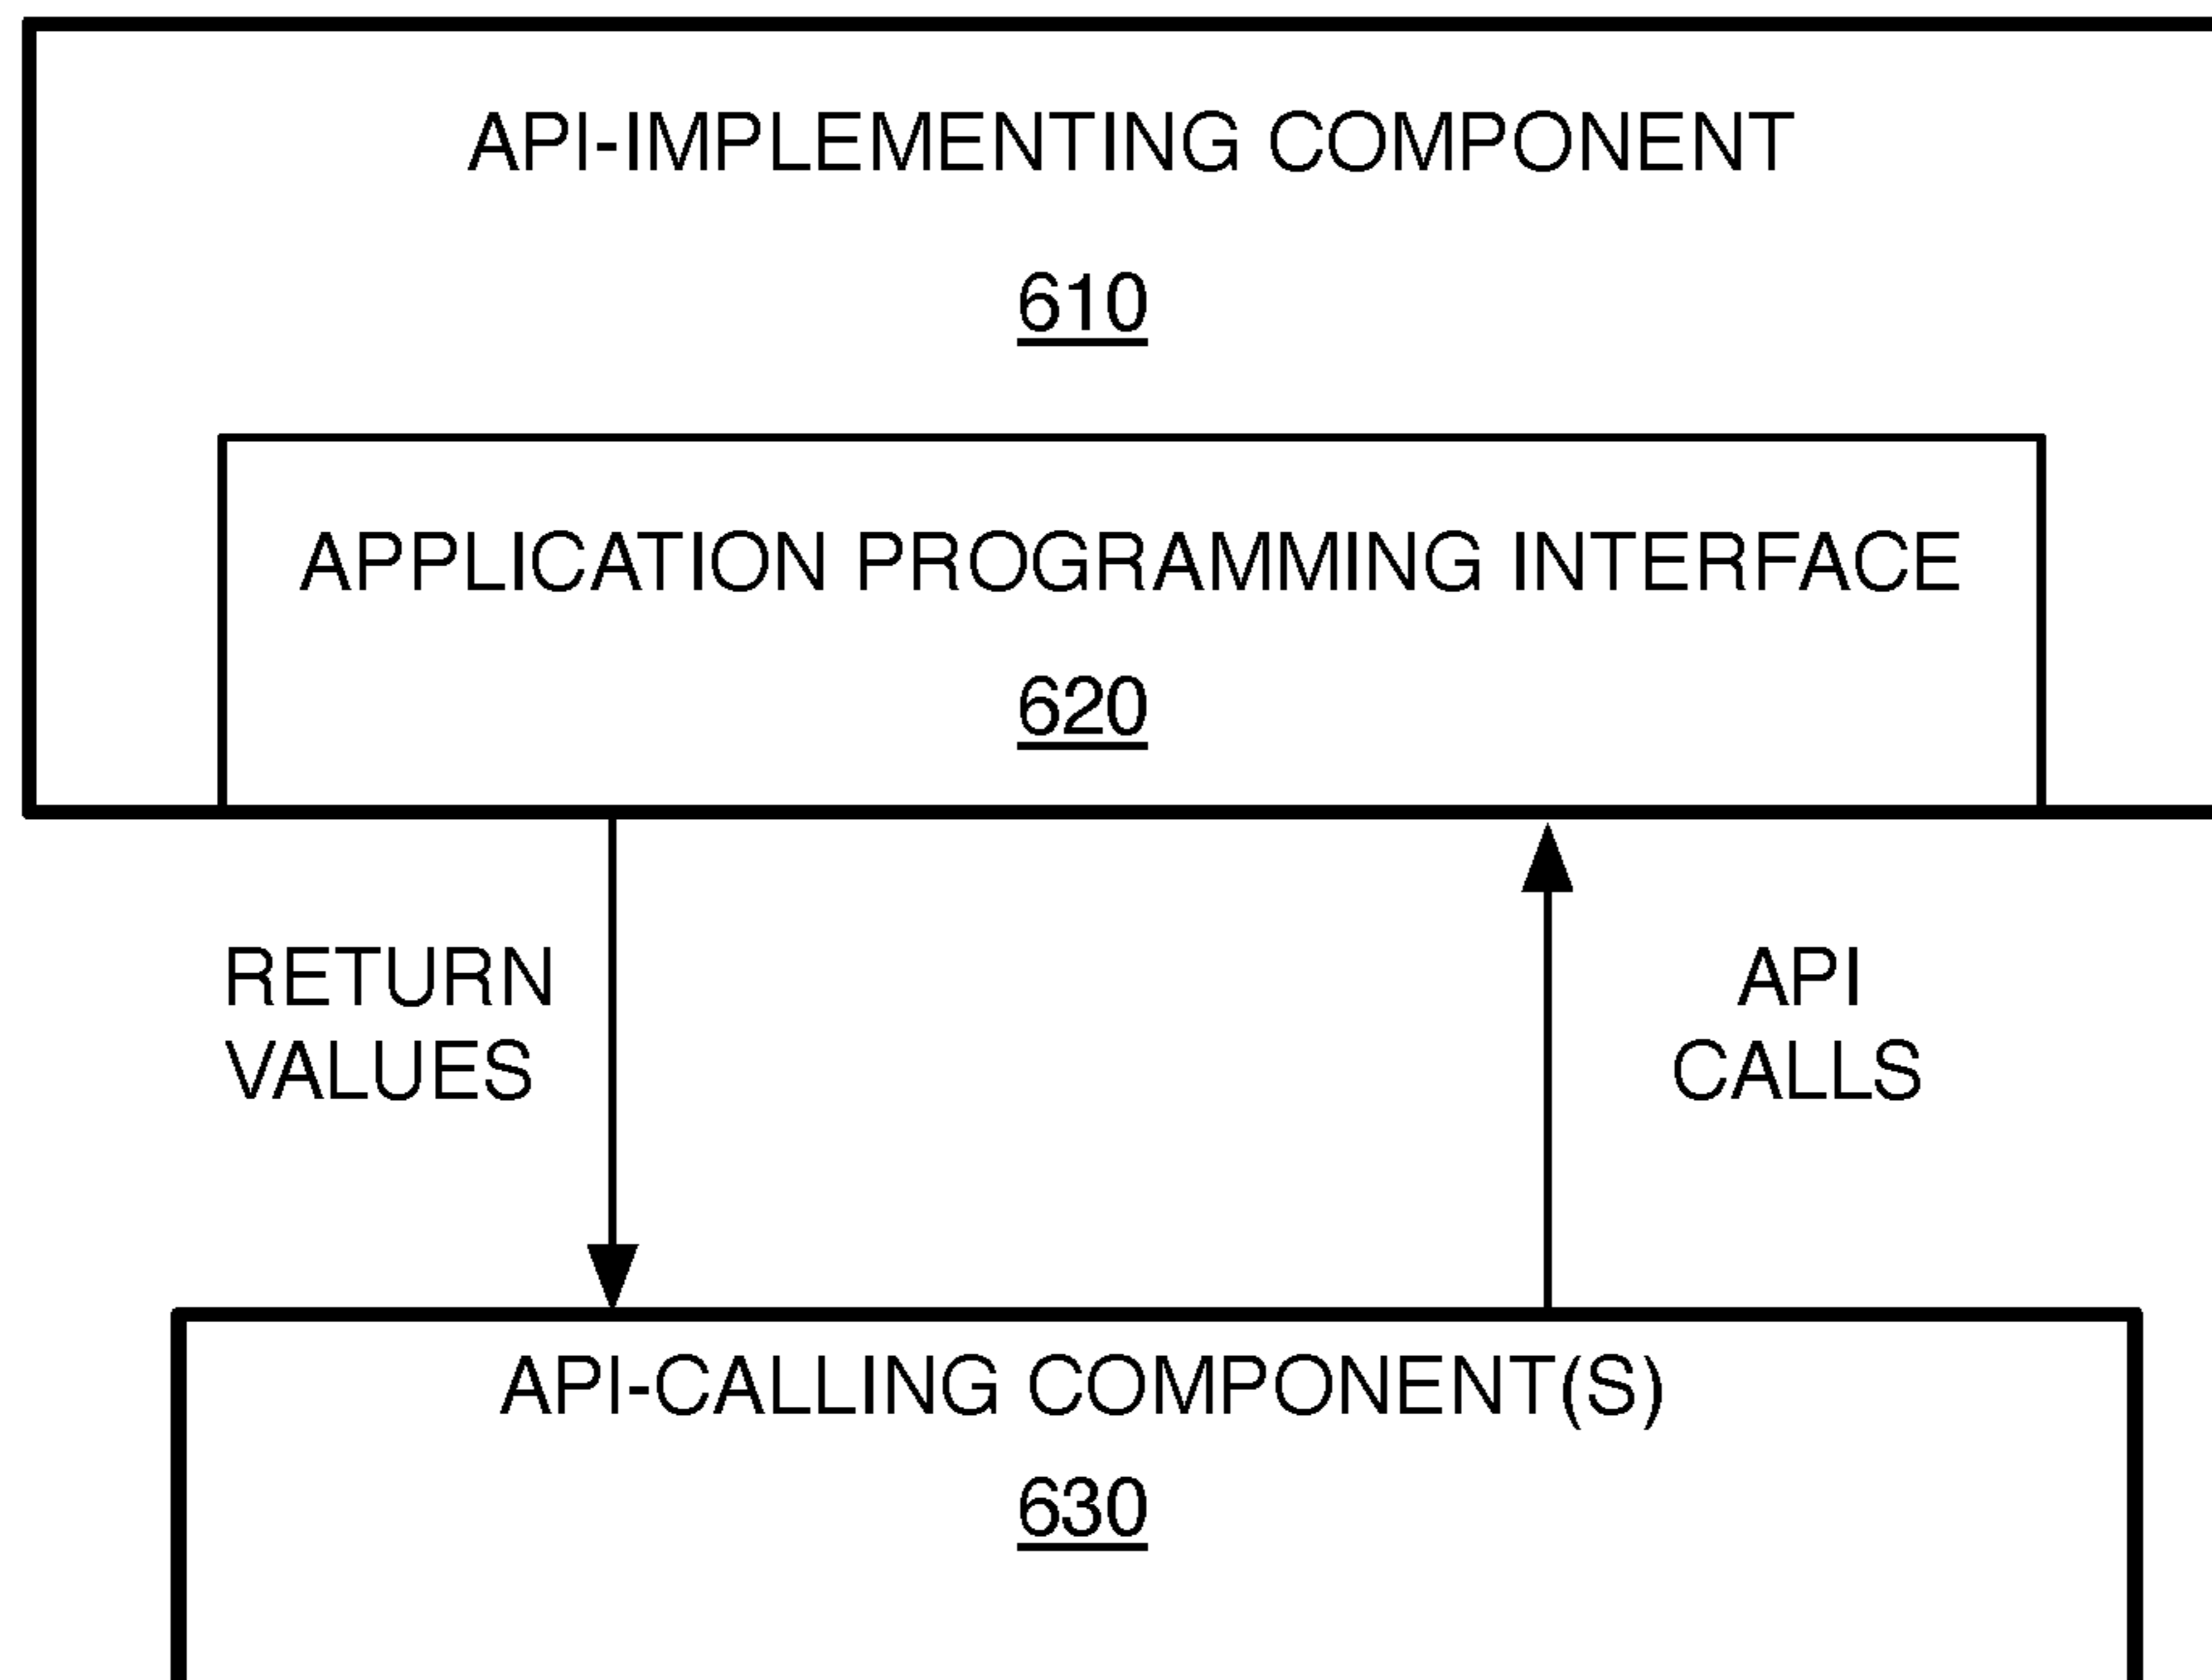 API-IMPLEMENTING COMPONENT
610
APPLICATION PROGRAMMING INTERFACE
620
RETURN
VALUES
API
CALLS
API-CALLING COMPONENT(S)
630